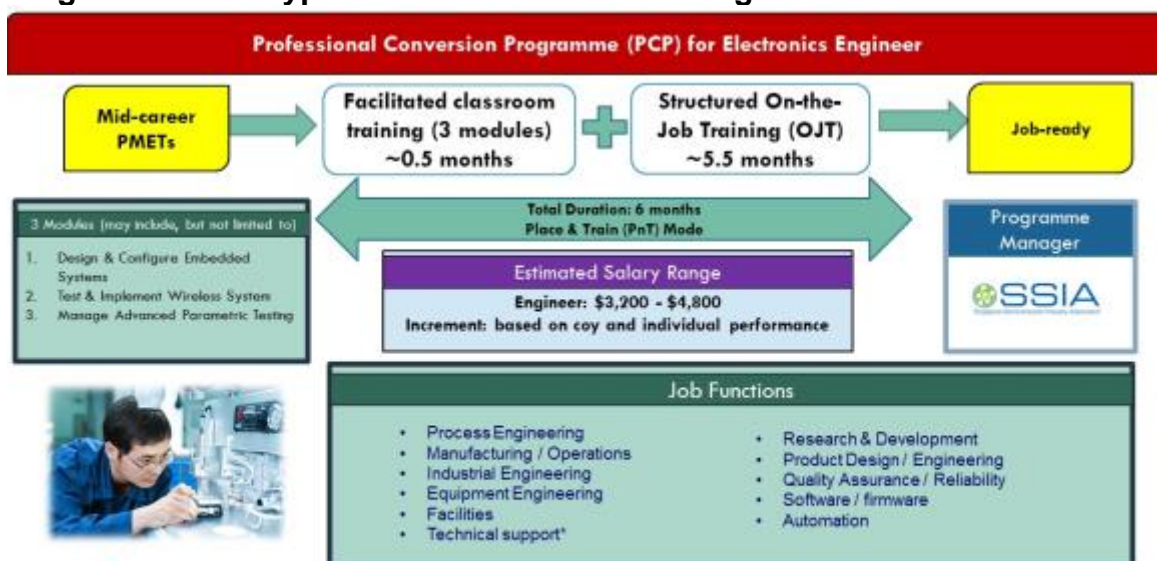 Professional Conversion Programme (PCP) for Electronics Engineer
Mid-career
PMETs
Facilitated classroom
training (3 modules)
~0.5 months
Structured On-the-
Job Training (OJT)
~5.5 months
Job-ready
Total Duration: 6 months
Place & Train (PnT) Mode
3 Modules (may include, but not limited to)
1. Design & Configure Embedded
Systems
2. Test & Implement Wireless System
3. Manage Advanced Parametric Testing
Estimated Salary Range
Engineer: $3,200 - $4,800
Increment: based on coy and individual performance
Programme
Manager
SSIA
Job Functions
• Process Engineering
• Manufacturing / Operations
• Industrial Engineering
• Equipment Engineering
• Facilities
• Technical support*
• Research & Development
• Product Design / Engineering
• Quality Assurance / Reliability
• Software / firmware
• Automation